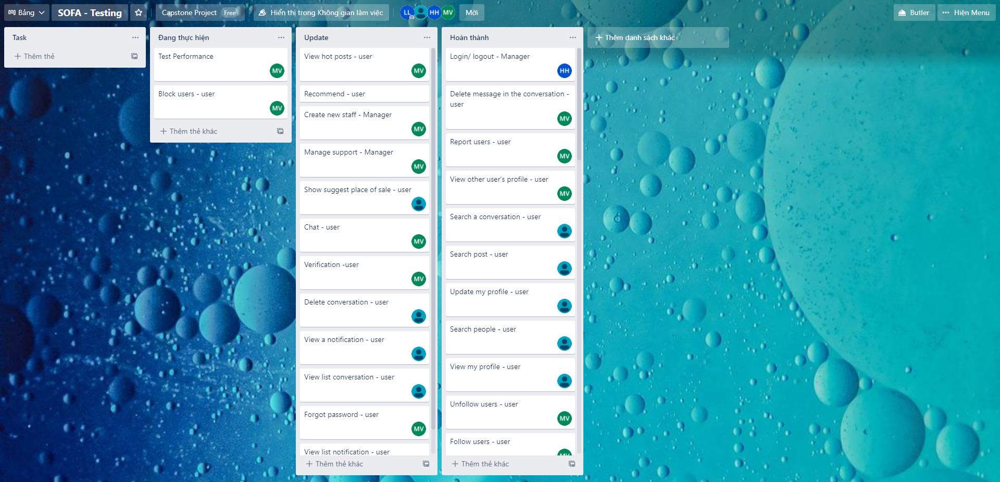 Bảng
SOFA - Testing
Capstone Project Free
Hiển thị trong Không gian làm việc
LL HH MV
Mời
Butler
Hiện Menu
Task
Thêm thẻ
Đang thực hiện
Test Performance
MV
Block users - user
MV
Thêm thẻ khác
Update
View hot posts - user
MV
Recommend - user
Create new staff - Manager
MV
Manage support - Manager
MV
Show suggest place of sale - user
Chat - user
MV
Verification -user
MV
Delete conversation - user
View a notification - user
View list conversation - user
Forgot password - user
MV
View list notification - user
Thêm thẻ khác
Hoàn thành
Login/ logout - Manager
HH
Delete message in the conversation -
user
MV
Report users - user
MV
View other user's profile - user
MV
Search a conversation - user
Search post - user
Update my profile - user
Search people - user
View my profile - user
Unfollow users - user
MV
Follow users - user
MV
Thêm thẻ khác
Thêm danh sách khác